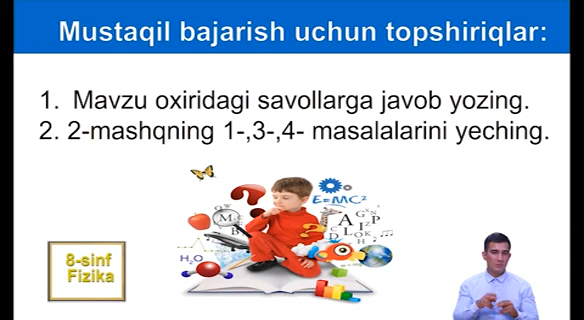 Mustaqil bajarish uchun topshiriqlar:
1. Mavzu oxiridagi savollarga javob yozing.
2. 2-mashqning 1-,3-,4- masalalarini yeching.
E=MC²
H₂O
8-sinf
Fizika